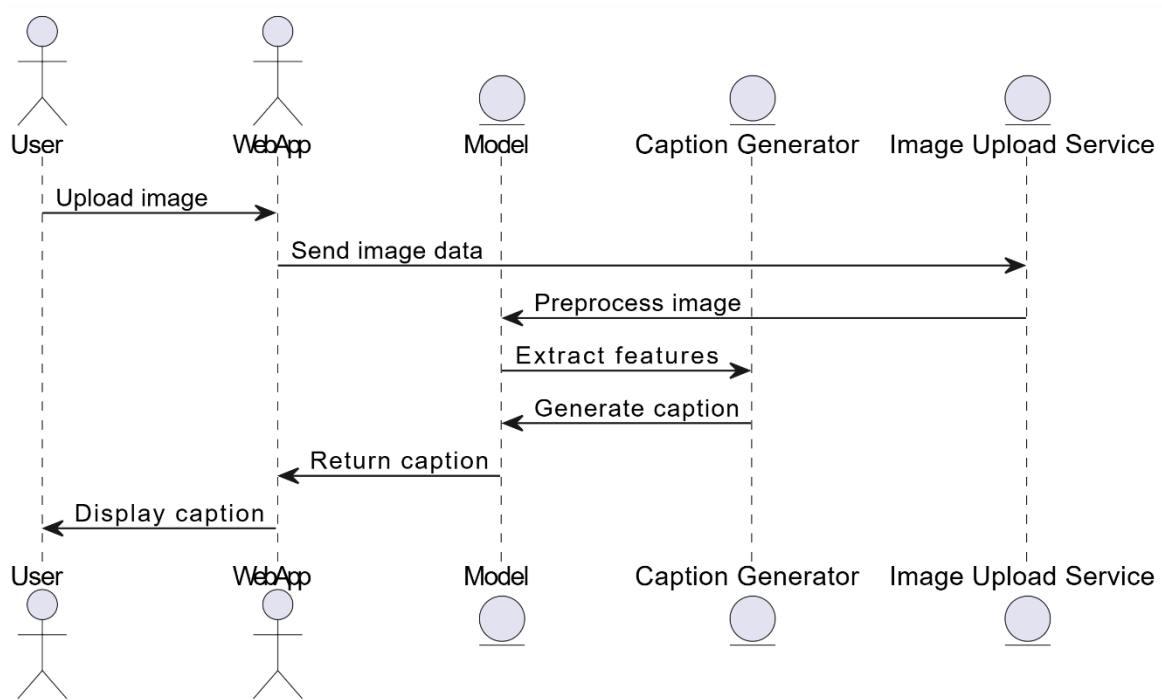 User WebApp Model Caption Generator Image Upload Service
Upload image
Send image data
Preprocess image
Extract features
Generate caption
Return caption
Display caption
User WebApp Model Caption Generator Image Upload Service